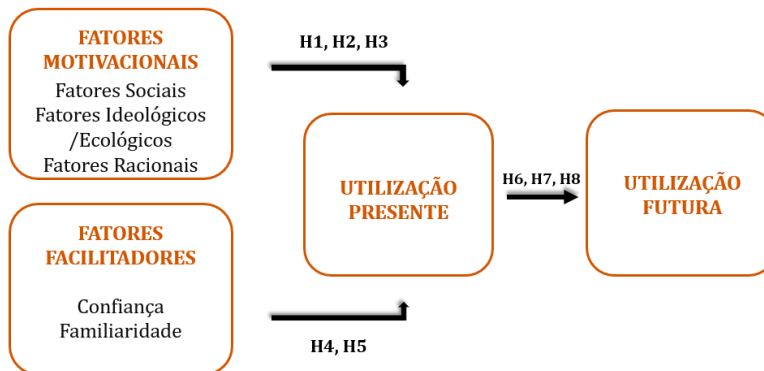 FATORES
MOTIVACIONAIS
Fatores Sociais
Fatores Ideológicos
/Ecológicos
Fatores Racionais
H1, H2, H3
UTILIZAÇÃO
PRESENTE
H6, H7, H8
UTILIZAÇÃO
FUTURA
FATORES
FACILITADORES
Confiança
Familiaridade
H4, H5